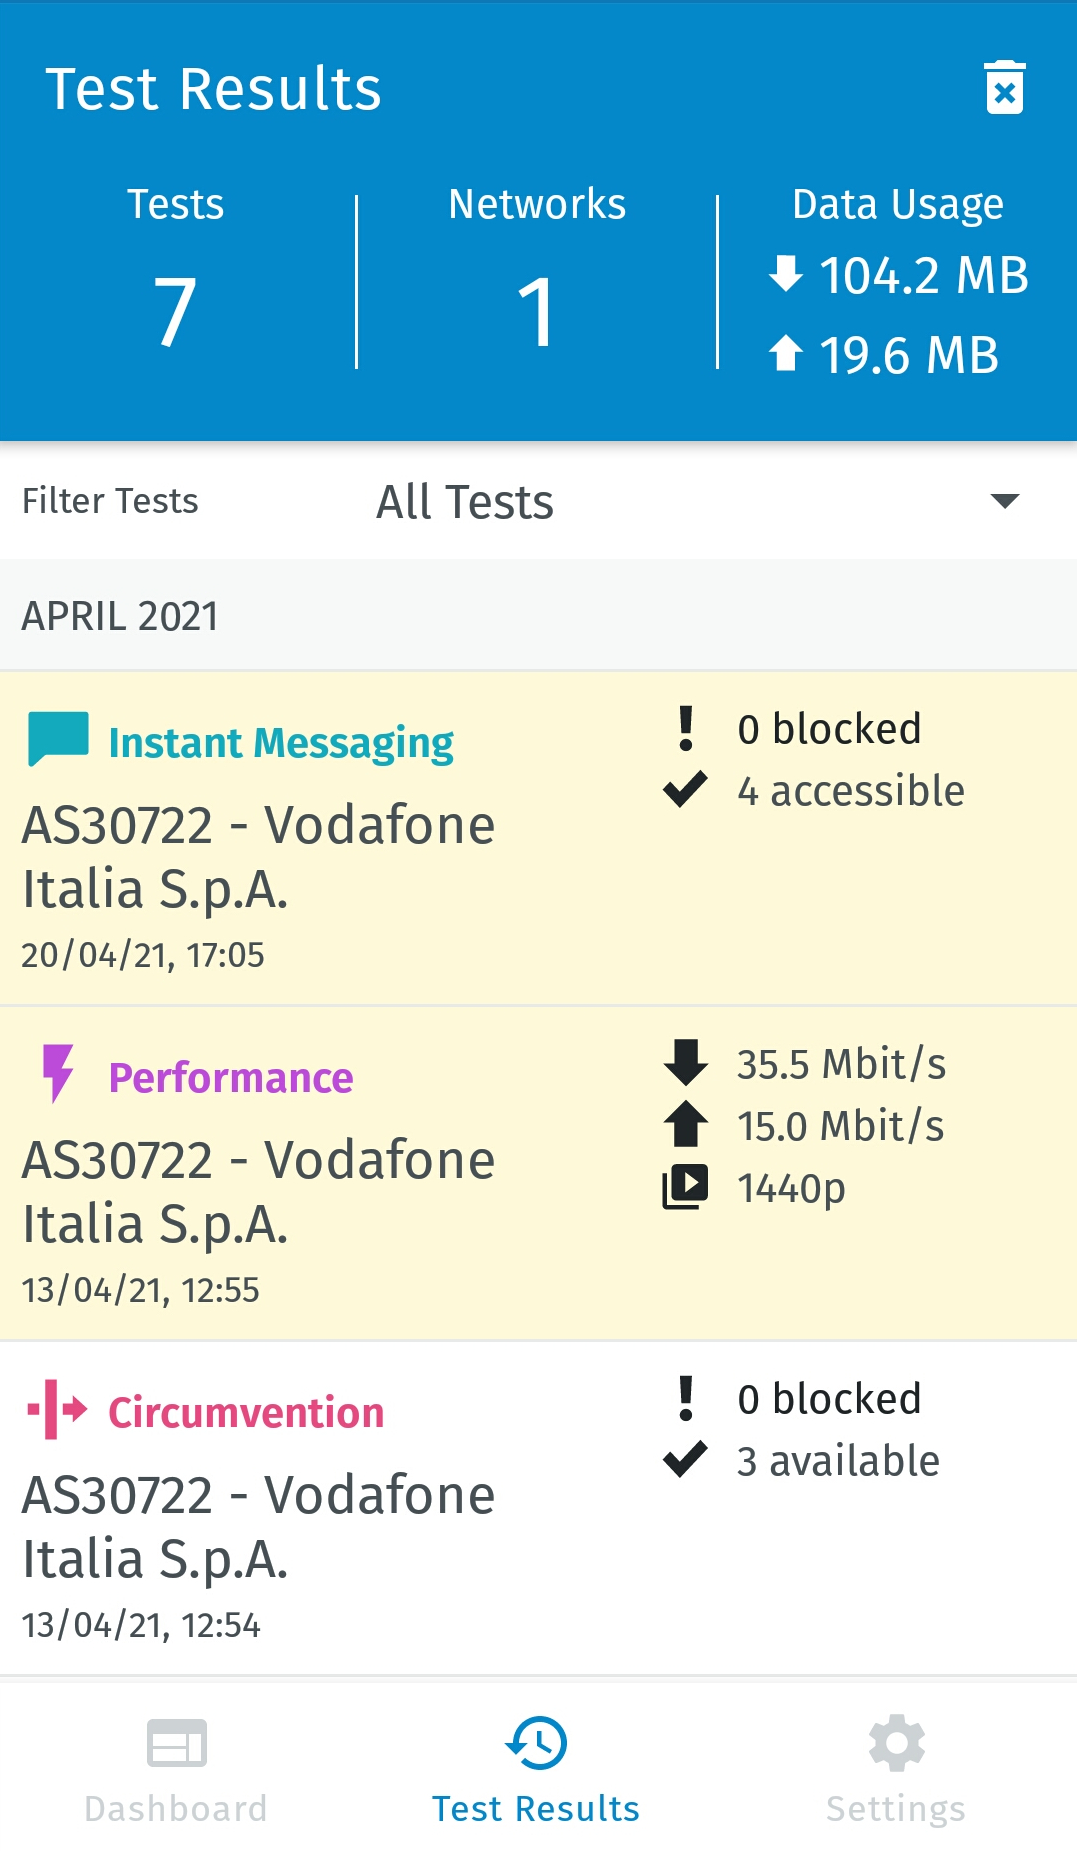 Test Results
Tests
Networks
Data Usage
7
1
104.2 MB
19.6 MB
Filter Tests
All Tests
APRIL 2021
Instant Messaging
0 blocked
4 accessible
AS30722 - Vodafone
Italia S.p.A.
20/04/21, 17:05
Performance
35.5 Mbit/s
15.0 Mbit/s
1440p
AS30722 - Vodafone
Italia S.p.A.
13/04/21, 12:55
Circumvention
0 blocked
3 available
AS30722 - Vodafone
Italia S.p.A.
13/04/21, 12:54
Dashboard
Test Results
Settings